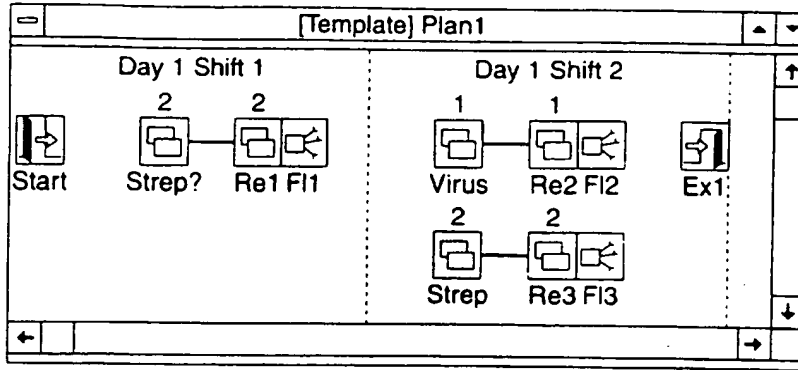 [Template] Plan1
Day 1 Shift 1 Day 1 Shift 2
2 2 1 1
Start Strep? Re1 Fl1 Virus Re2 Fl2 Ex1
2 2
Strep Re3 Fl3